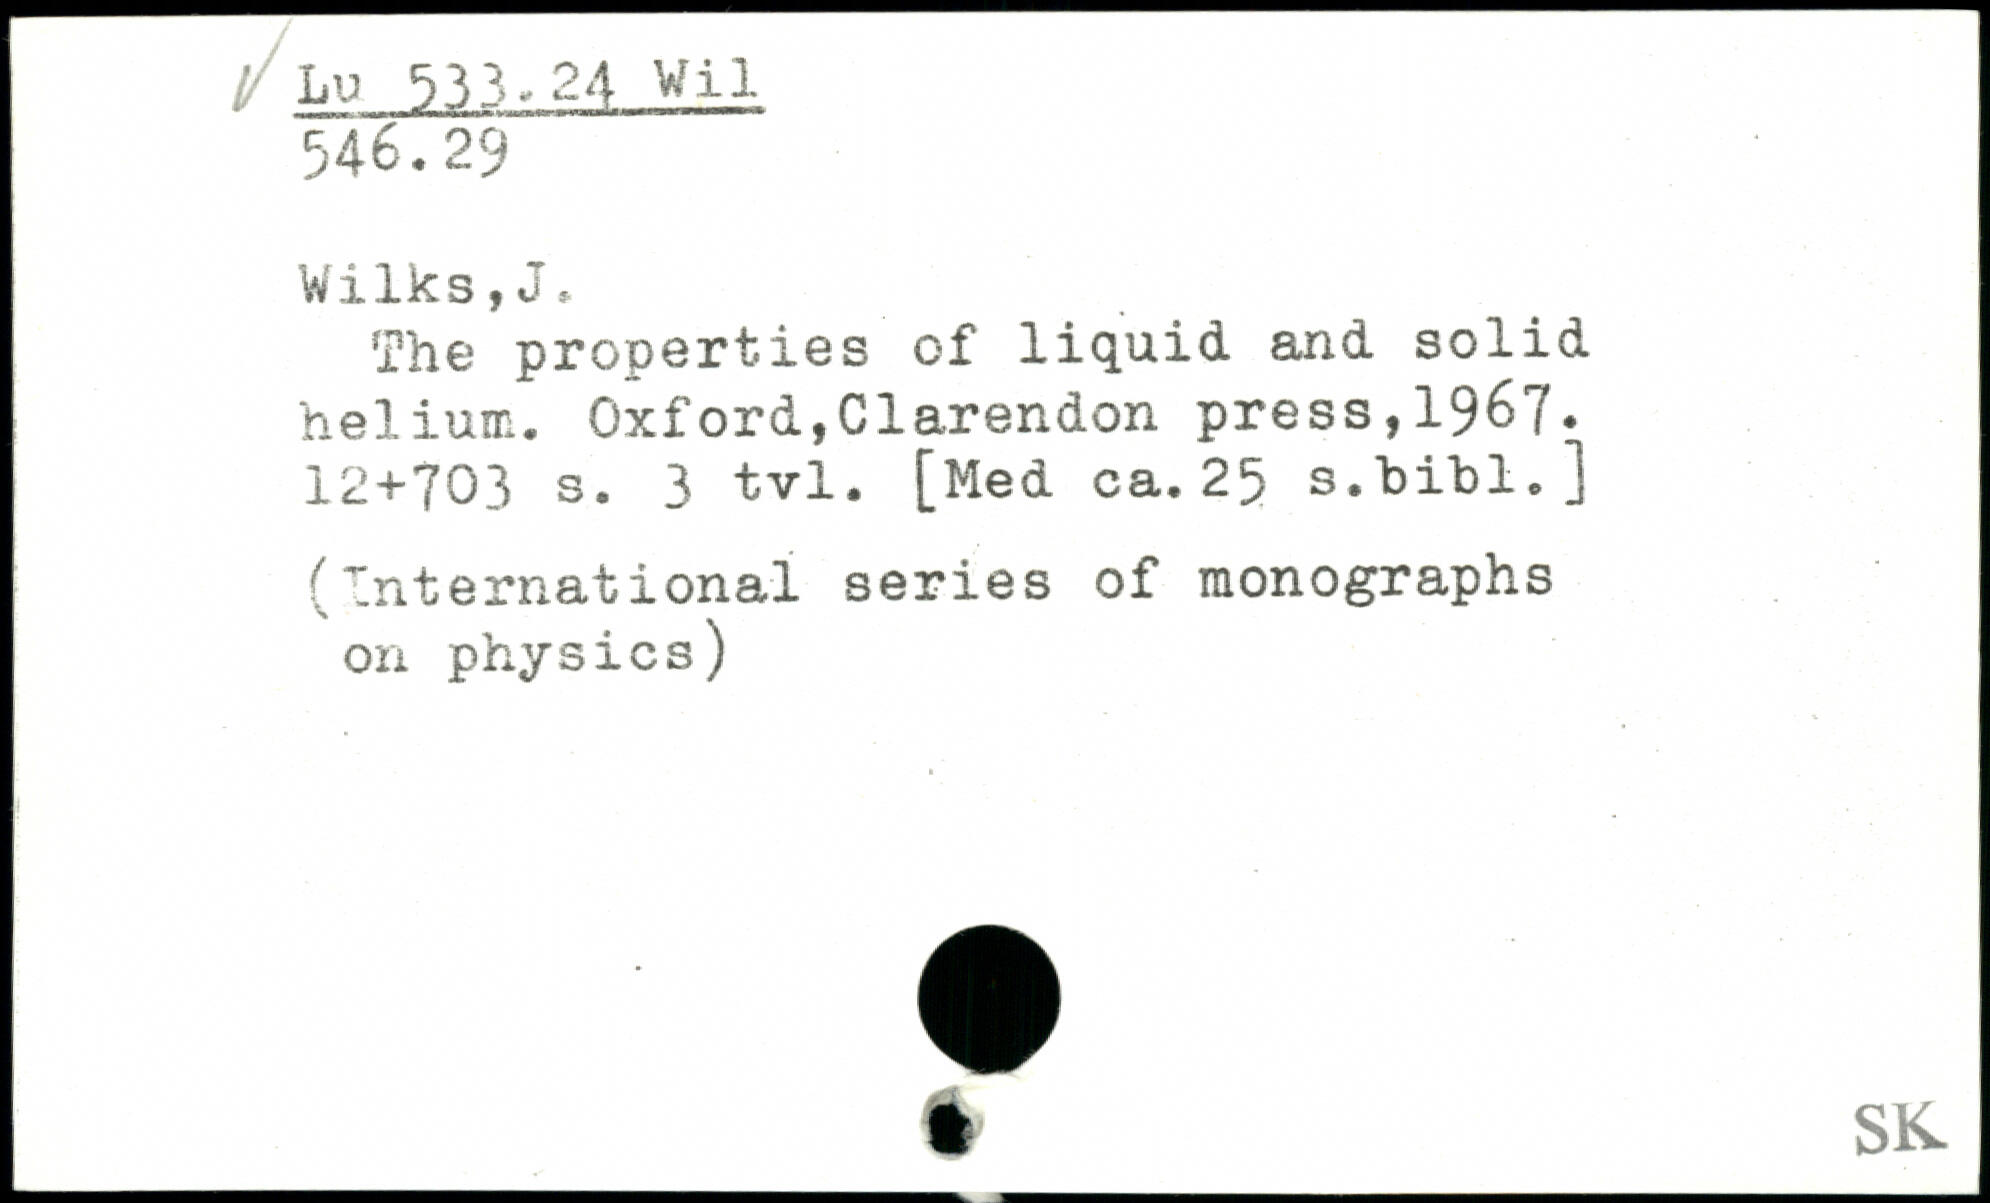 Lu 533.24 Wil
546.29
Wilks,J.
The properties of liquid and solid
helium. Oxford,Clarendon press,1967.
12+703 s. 3 tvl. [Med ca.25 s.bibl.]
(International series of monographs
on physics)
SK